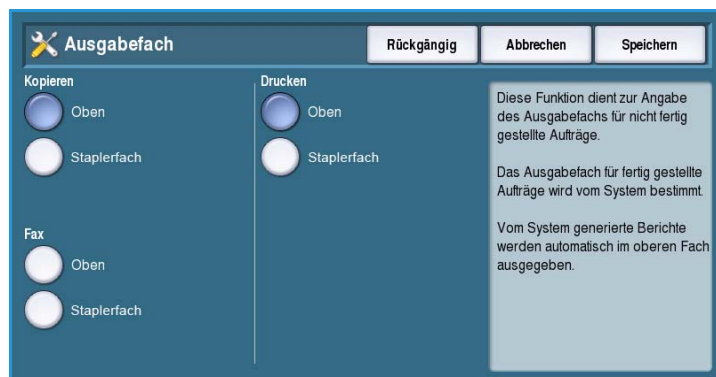 Ausgabefach
Rückgängig
Abbrechen
Speichern
Kopieren
Oben
Staplerfach
Fax
Oben
Staplerfach
Drucken
Oben
Staplerfach
Diese Funktion dient zur Angabe
des Ausgabefachs für nicht fertig
gestellte Aufträge.
Das Ausgabefach für fertig gestellte
Aufträge wird vom System bestimmt.
Vom System generierte Berichte
werden automatisch im oberen Fach
ausgegeben.